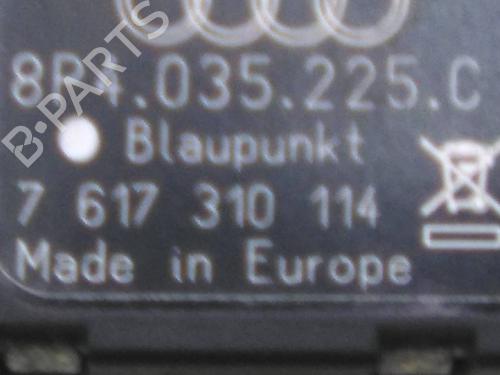 8P4.035.225.C
Blaupunkt
7 617 310 114
Made in Europe
B-PARTS